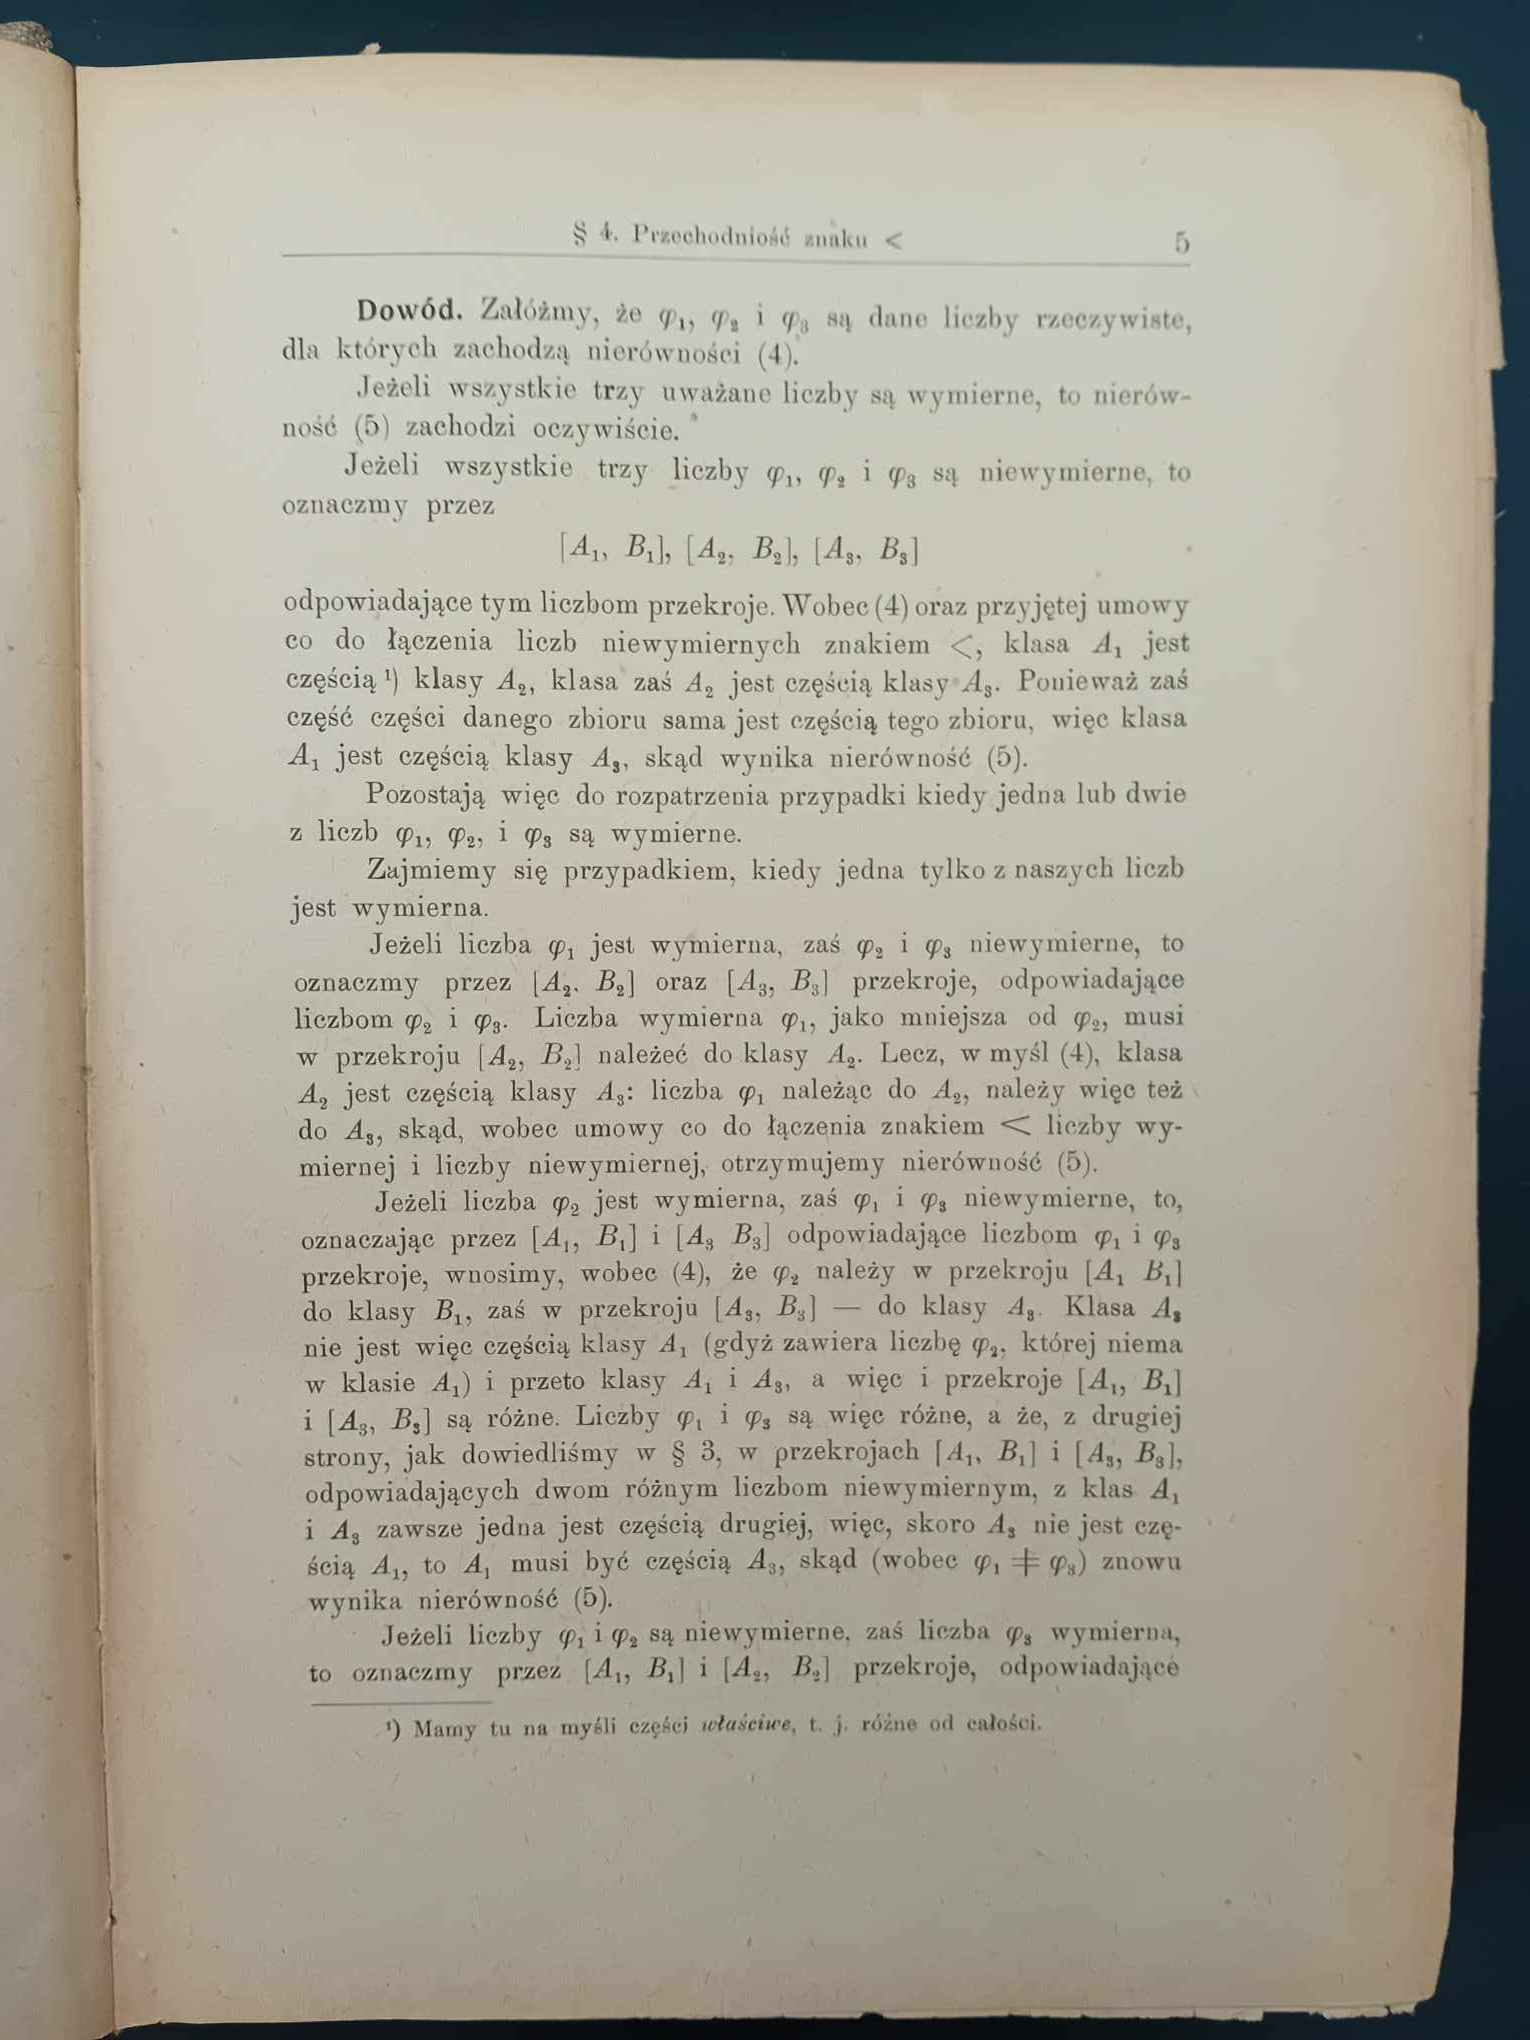 § 4. Przechodniość znaku < 5
Dowód. Załóżmy, że φ₁, φ₂ i φ₃ są dane liczby rzeczywiste,
dla których zachodzą nierówności (4).
Jeżeli wszystkie trzy uważane liczby są wymierne, to nierów-
ność (5) zachodzi oczywiście.
Jeżeli wszystkie trzy liczby φ₁, φ₂ i φ₃ są niewymierne, to
oznaczmy przez
[A₁, B₁], [A₂, B₂], [A₃, B₃]
odpowiadające tym liczbom przekroje. Wobec (4) oraz przyjętej umowy
co do łączenia liczb niewymiernych znakiem <, klasa A₁ jest
częścią ¹) klasy A₂, klasa zaś A₂ jest częścią klasy A₃. Ponieważ zaś
część części danego zbioru sama jest częścią tego zbioru, więc klasa
A₁ jest częścią klasy A₃, skąd wynika nierówność (5).
Pozostają więc do rozpatrzenia przypadki kiedy jedna lub dwie
z liczb φ₁, φ₂, i φ₃ są wymierne.
Zajmiemy się przypadkiem, kiedy jedna tylko z naszych liczb
jest wymierna.
Jeżeli liczba φ₁ jest wymierna, zaś φ₂ i φ₃ niewymierne, to
oznaczmy przez [A₂. B₂] oraz [A₃, B₃] przekroje, odpowiadające
liczbom φ₂ i φ₃. Liczba wymierna φ₁, jako mniejsza od φ₂, musi
w przekroju [A₂, B₂] należeć do klasy A₂. Lecz, w myśl (4), klasa
A₂ jest częścią klasy A₃: liczba φ₁ należąc do A₂, należy więc też
do A₃, skąd, wobec umowy co do łączenia znakiem < liczby wy-
miernej i liczby niewymiernej, otrzymujemy nierówność (5).
Jeżeli liczba φ₂ jest wymierna, zaś φ₁ i φ₃ niewymierne, to,
oznaczając przez [A₁, B₁] i [A₃ B₃] odpowiadające liczbom φ₁ i φ₃
przekroje, wnosimy, wobec (4), że φ₂ należy w przekroju [A₁ B₁]
do klasy B₁, zaś w przekroju [A₃, B₃] — do klasy A₃. Klasa A₃
nie jest więc częścią klasy A₁ (gdyż zawiera liczbę φ₂, której niema
w klasie A₁) i przeto klasy A₁ i A₃, a więc i przekroje [A₁, B₁]
i [A₃, B₃] są różne. Liczby φ₁ i φ₃ są więc różne, a że, z drugiej
strony, jak dowiedliśmy w § 3, w przekrojach [A₁, B₁] i [A₃, B₃],
odpowiadających dwom różnym liczbom niewymiernym, z klas A₁
i A₃ zawsze jedna jest częścią drugiej, więc, skoro A₃ nie jest czę-
ścią A₁, to A₁ musi być częścią A₃, skąd (wobec φ₁ ≠ φ₃) znowu
wynika nierówność (5).
Jeżeli liczby φ₁ i φ₂ są niewymierne, zaś liczba φ₃ wymierna,
to oznaczmy przez [A₁, B₁] i [A₂, B₂] przekroje, odpowiadające
¹) Mamy tu na myśli części właściwe, t. j. różne od całości.